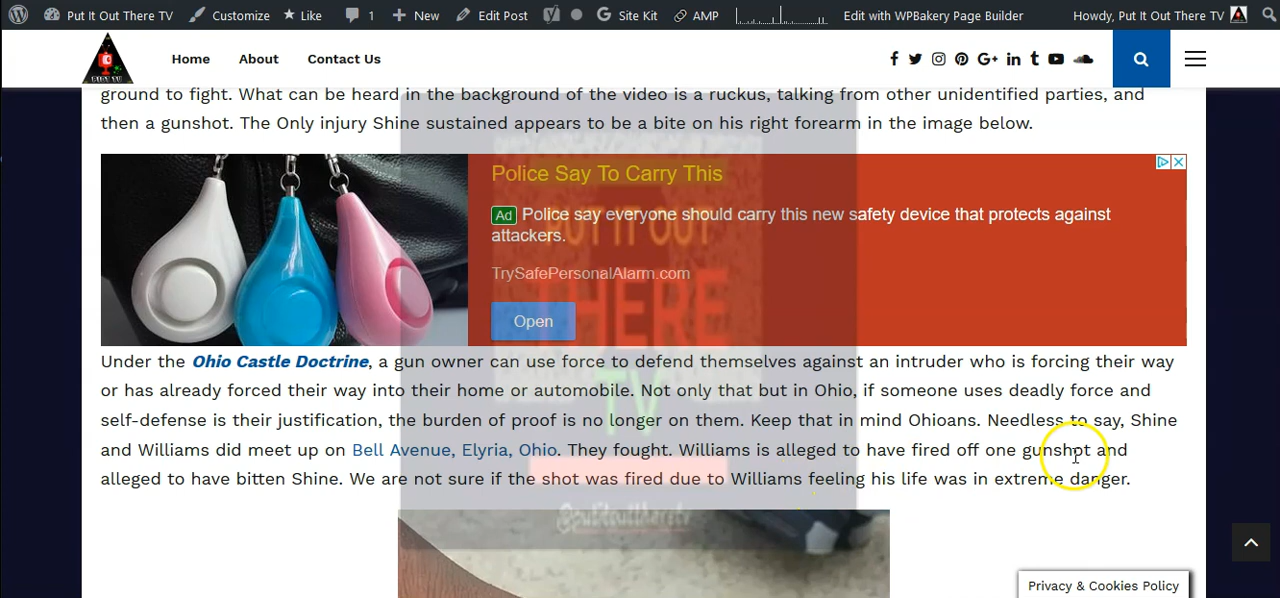 Put It Out There TV Customize Like 1 New Edit Post Site Kit AMP Edit with WPBakery Page Builder Howdy, Put It Out There TV
Home About Contact Us
ground to fight. What can be heard in the background of the video is a ruckus, talking from other unidentified parties, and
then a gunshot. The Only injury Shine sustained appears to be a bite on his right forearm in the image below.
Police Say To Carry This
Ad Police say everyone should carry this new safety device that protects against
attackers.
TrySafePersonalAlarm.com
Open
PUT IT OUT
THERE
TV
@putitouttheretv
Under the Ohio Castle Doctrine, a gun owner can use force to defend themselves against an intruder who is forcing their way
or has already forced their way into their home or automobile. Not only that but in Ohio, if someone uses deadly force and
self-defense is their justification, the burden of proof is no longer on them. Keep that in mind Ohioans. Needless to say, Shine
and Williams did meet up on Bell Avenue, Elyria, Ohio. They fought. Williams is alleged to have fired off one gunshot and
alleged to have bitten Shine. We are not sure if the shot was fired due to Williams feeling his life was in extreme danger.
Privacy & Cookies Policy